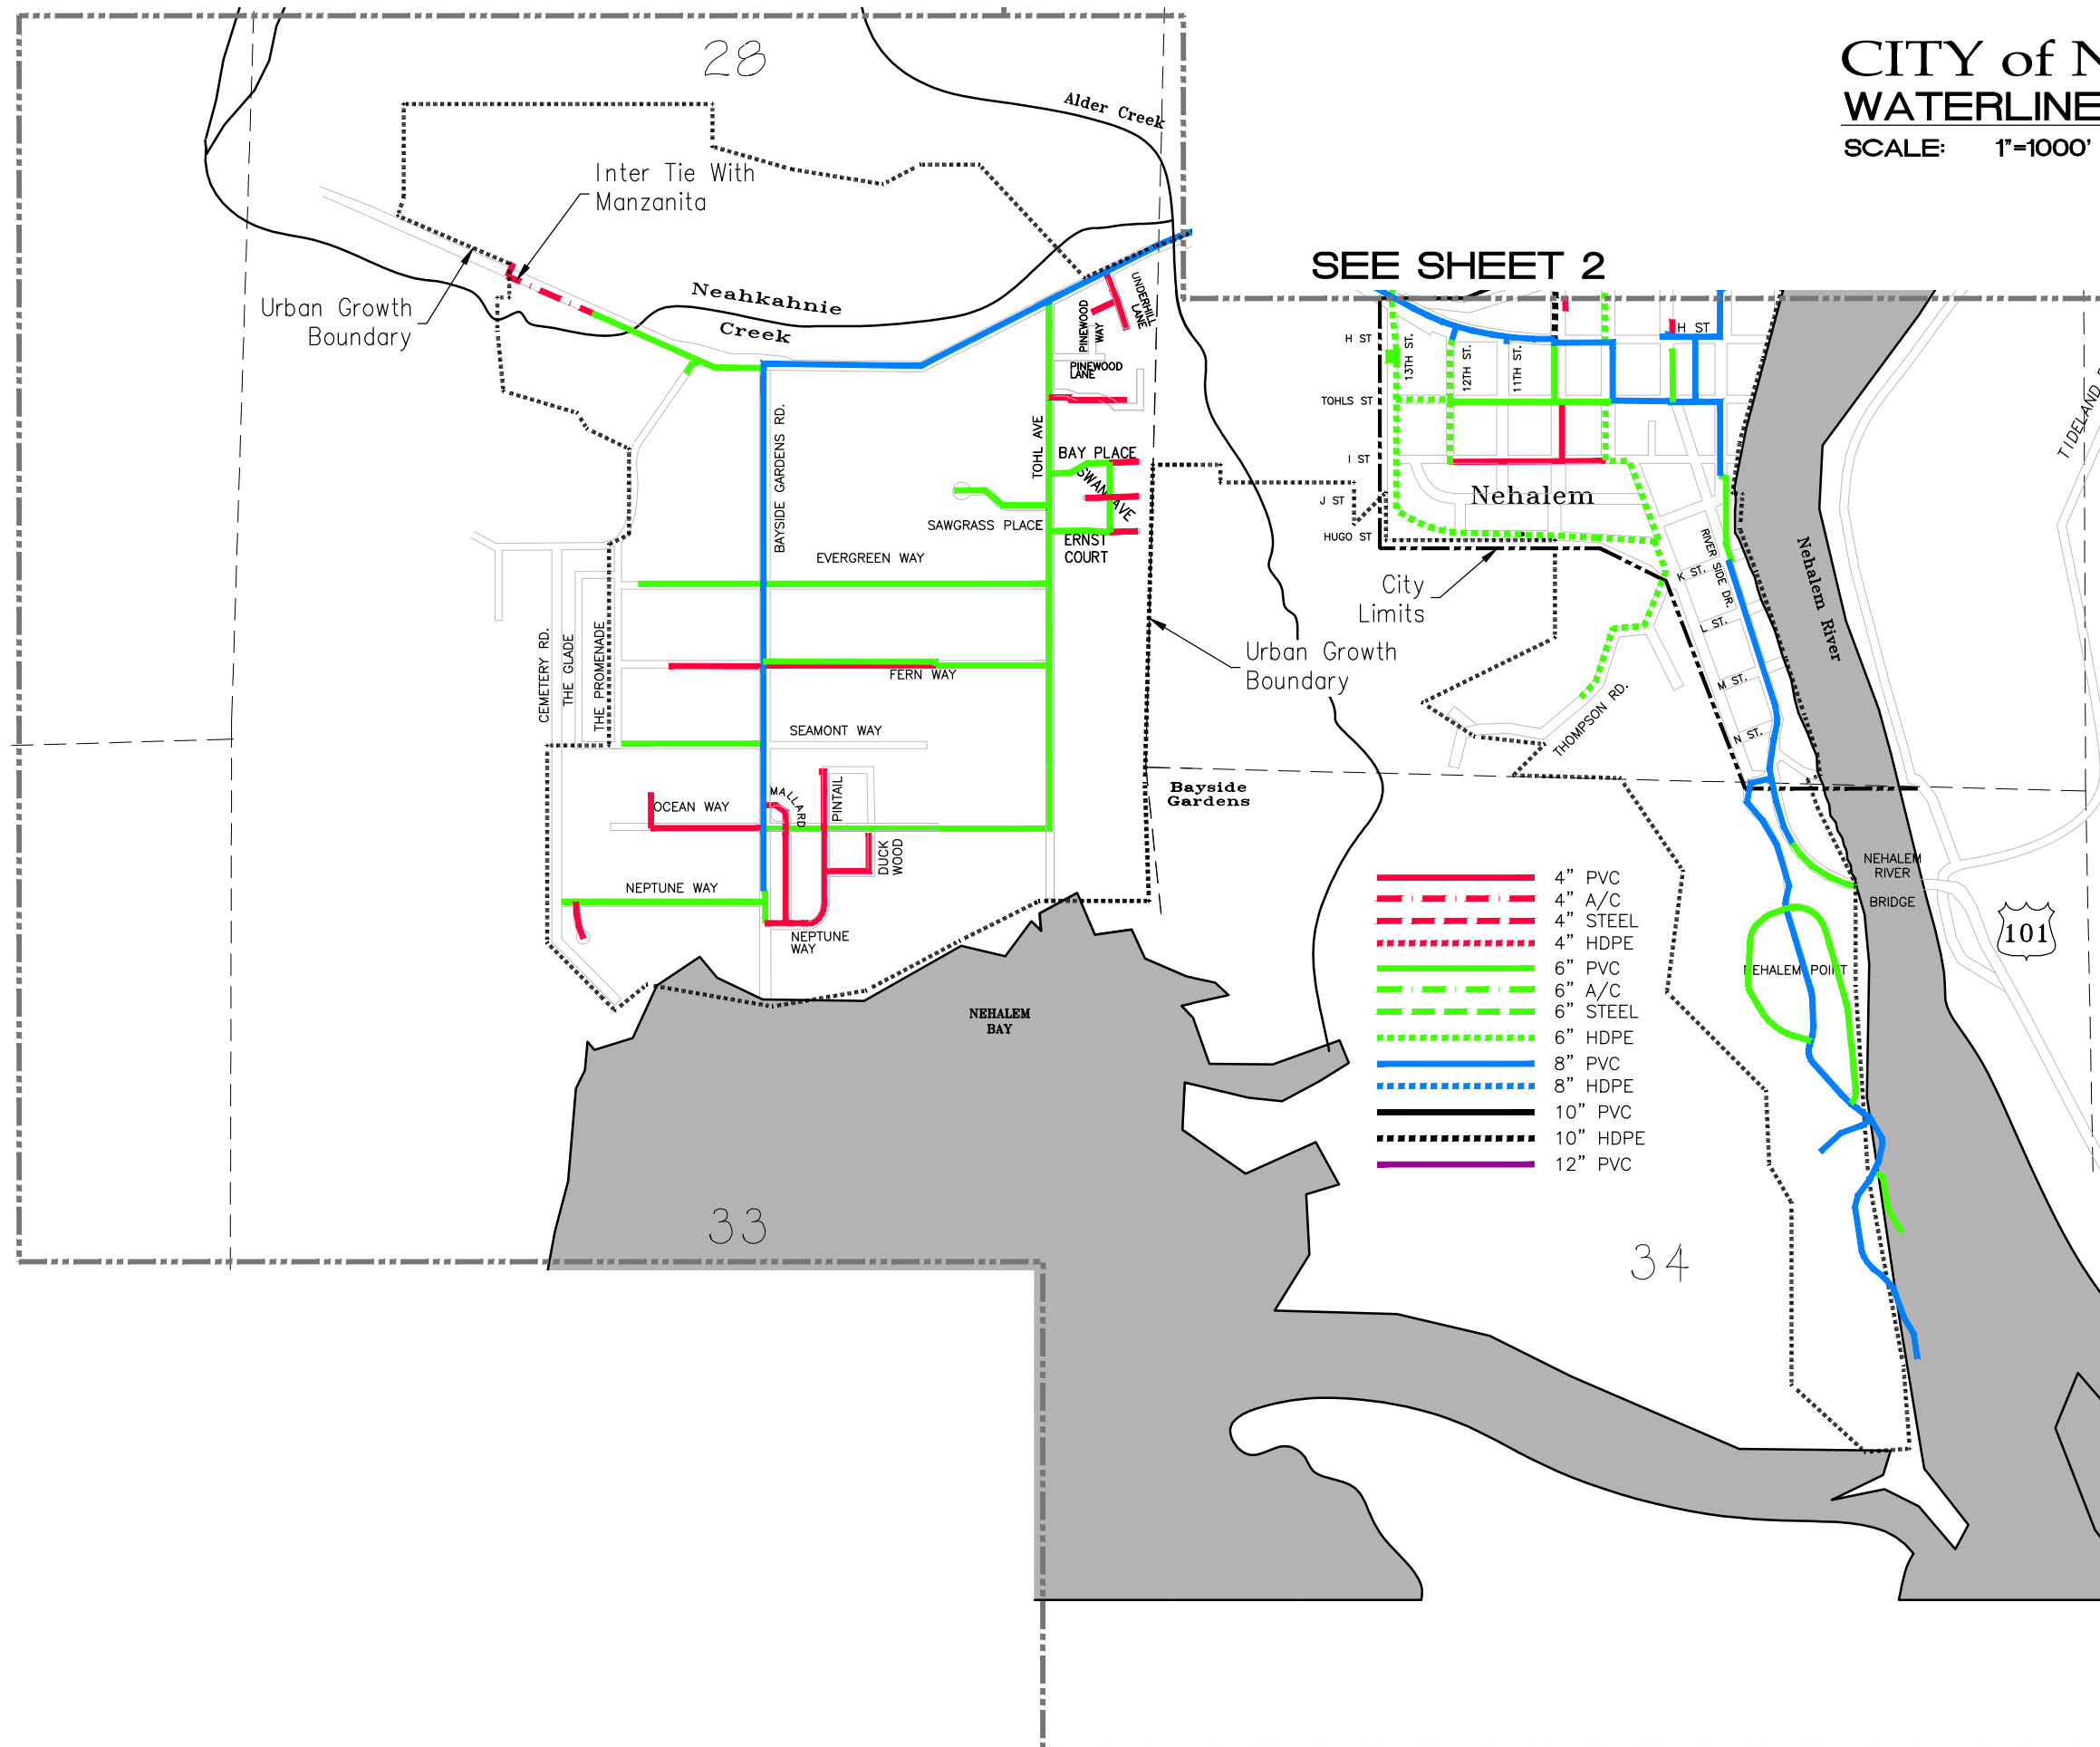 28
CITY of N
WATERLINE
SCALE: 1"=1000'
Alder Creek
Inter Tie With
Manzanita
Urban Growth
Boundary
Neahkahnie
Creek
SEE SHEET 2
UNDERHILL
LANE
PINEWOOD
WAY
PINEWOOD
LANE
BAYSIDE GARDENS RD.
TOHL AVE
BAY PLACE
SWAN AVE
SAWGRASS PLACE
ERNST
COURT
EVERGREEN WAY
CEMETERY RD.
THE GLADE
THE PROMENADE
FERN WAY
SEAMONT WAY
OCEAN WAY
MALLARD
PINTAIL
DUCK
WOOD
NEPTUNE WAY
NEPTUNE
WAY
H ST
13TH ST.
12TH ST.
11TH ST.
H ST
TOHLS ST
I ST
J ST
HUGO ST
Nehalem
TIDELAND
City
Limits
RIVER SIDE DR.
K ST.
L ST.
M ST.
N ST.
Nehalem River
Urban Growth
Boundary
THOMPSON RD.
Bayside
Gardens
NEHALEM
RIVER
BRIDGE
101
NEHALEM POINT
NEHALEM
BAY
4" PVC
4" A/C
4" STEEL
4" HDPE
6" PVC
6" A/C
6" STEEL
6" HDPE
8" PVC
8" HDPE
10" PVC
10" HDPE
12" PVC
33
34